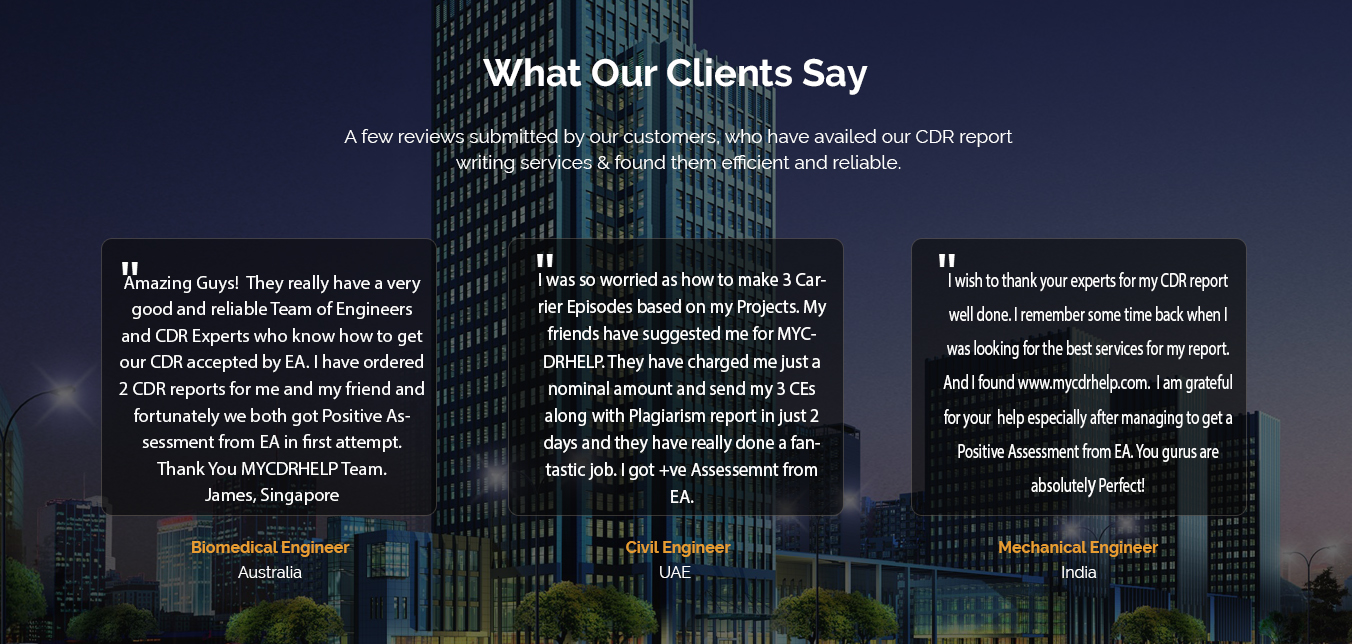 What Our Clients Say
A few reviews submitted by our customers, who have availed our CDR report
writing services & found them efficient and reliable.
"
Amazing Guys!  They really have a very
good and reliable Team of Engineers
and CDR Experts who know how to get
our CDR accepted by EA. I have ordered
2 CDR reports for me and my friend and
fortunately we both got Positive As-
sessment from EA in first attempt.
Thank You MYCDRHELP Team.
James, Singapore
Biomedical Engineer
Australia
"
I was so worried as how to make 3 Car-
rier Episodes based on my Projects. My
friends have suggested me for MYC-
DRHELP. They have charged me just a
nominal amount and send my 3 CEs
along with Plagiarism report in just 2
days and they have really done a fan-
tastic job. I got +ve Assessemnt from
EA.
Civil Engineer
UAE
"
I wish to thank your experts for my CDR report
well done. I remember some time back when I
was looking for the best services for my report.
And I found www.mycdrhelp.com.  I am grateful
for your  help especially after managing to get a
Positive Assessment from EA. You gurus are
absolutely Perfect!
Mechanical Engineer
India